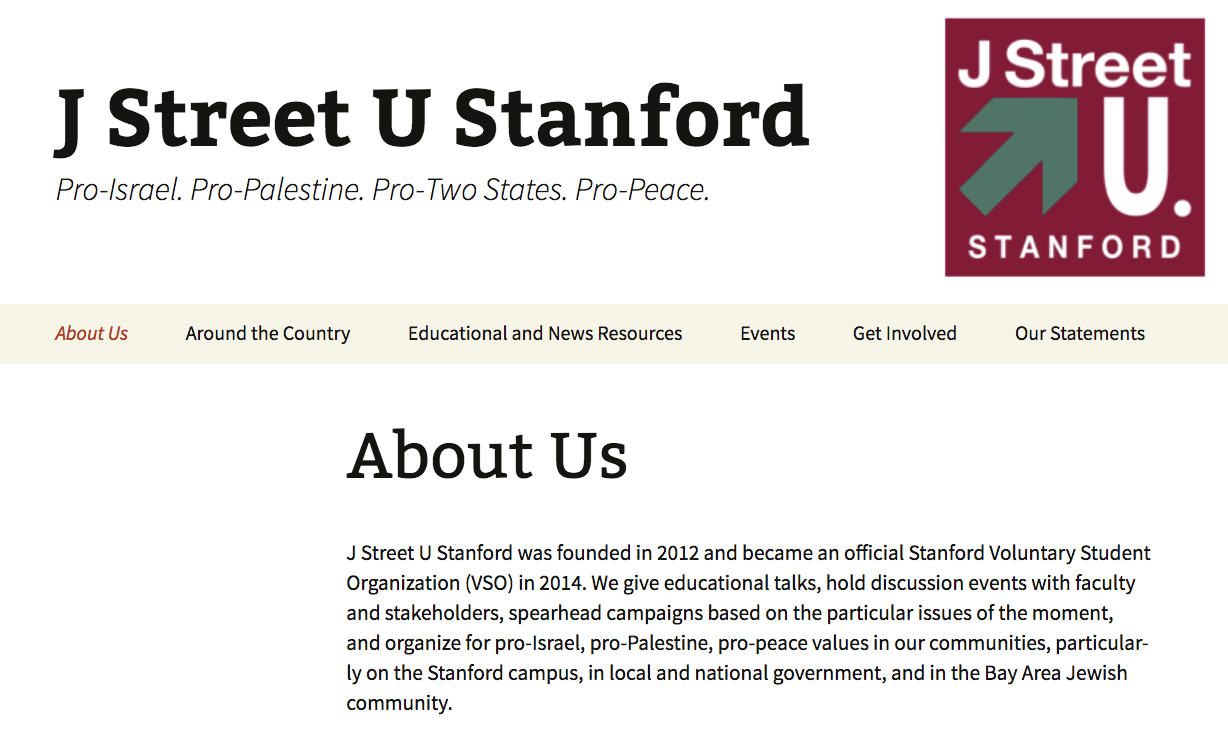 J Street U Stanford
Pro-Israel. Pro-Palestine. Pro-Two States. Pro-Peace.
J Street
U.
STANFORD
About Us Around the Country Educational and News Resources Events Get Involved Our Statements
About Us
J Street U Stanford was founded in 2012 and became an official Stanford Voluntary Student
Organization (VSO) in 2014. We give educational talks, hold discussion events with faculty
and stakeholders, spearhead campaigns based on the particular issues of the moment,
and organize for pro-Israel, pro-Palestine, pro-peace values in our communities, particular-
ly on the Stanford campus, in local and national government, and in the Bay Area Jewish
community.